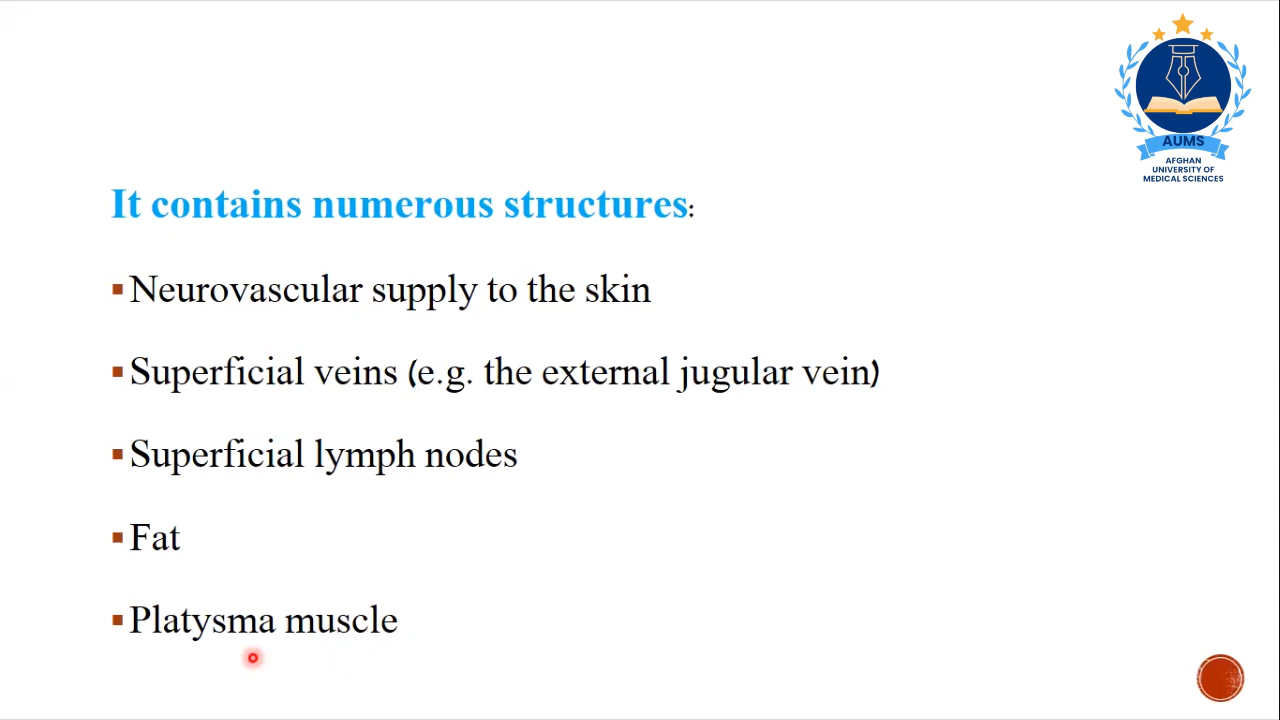 AUMS
AFGHAN
UNIVERSITY OF
MEDICAL SCIENCES
It contains numerous structures:
▪Neurovascular supply to the skin
▪Superficial veins (e.g. the external jugular vein)
▪Superficial lymph nodes
▪Fat
▪Platysma muscle